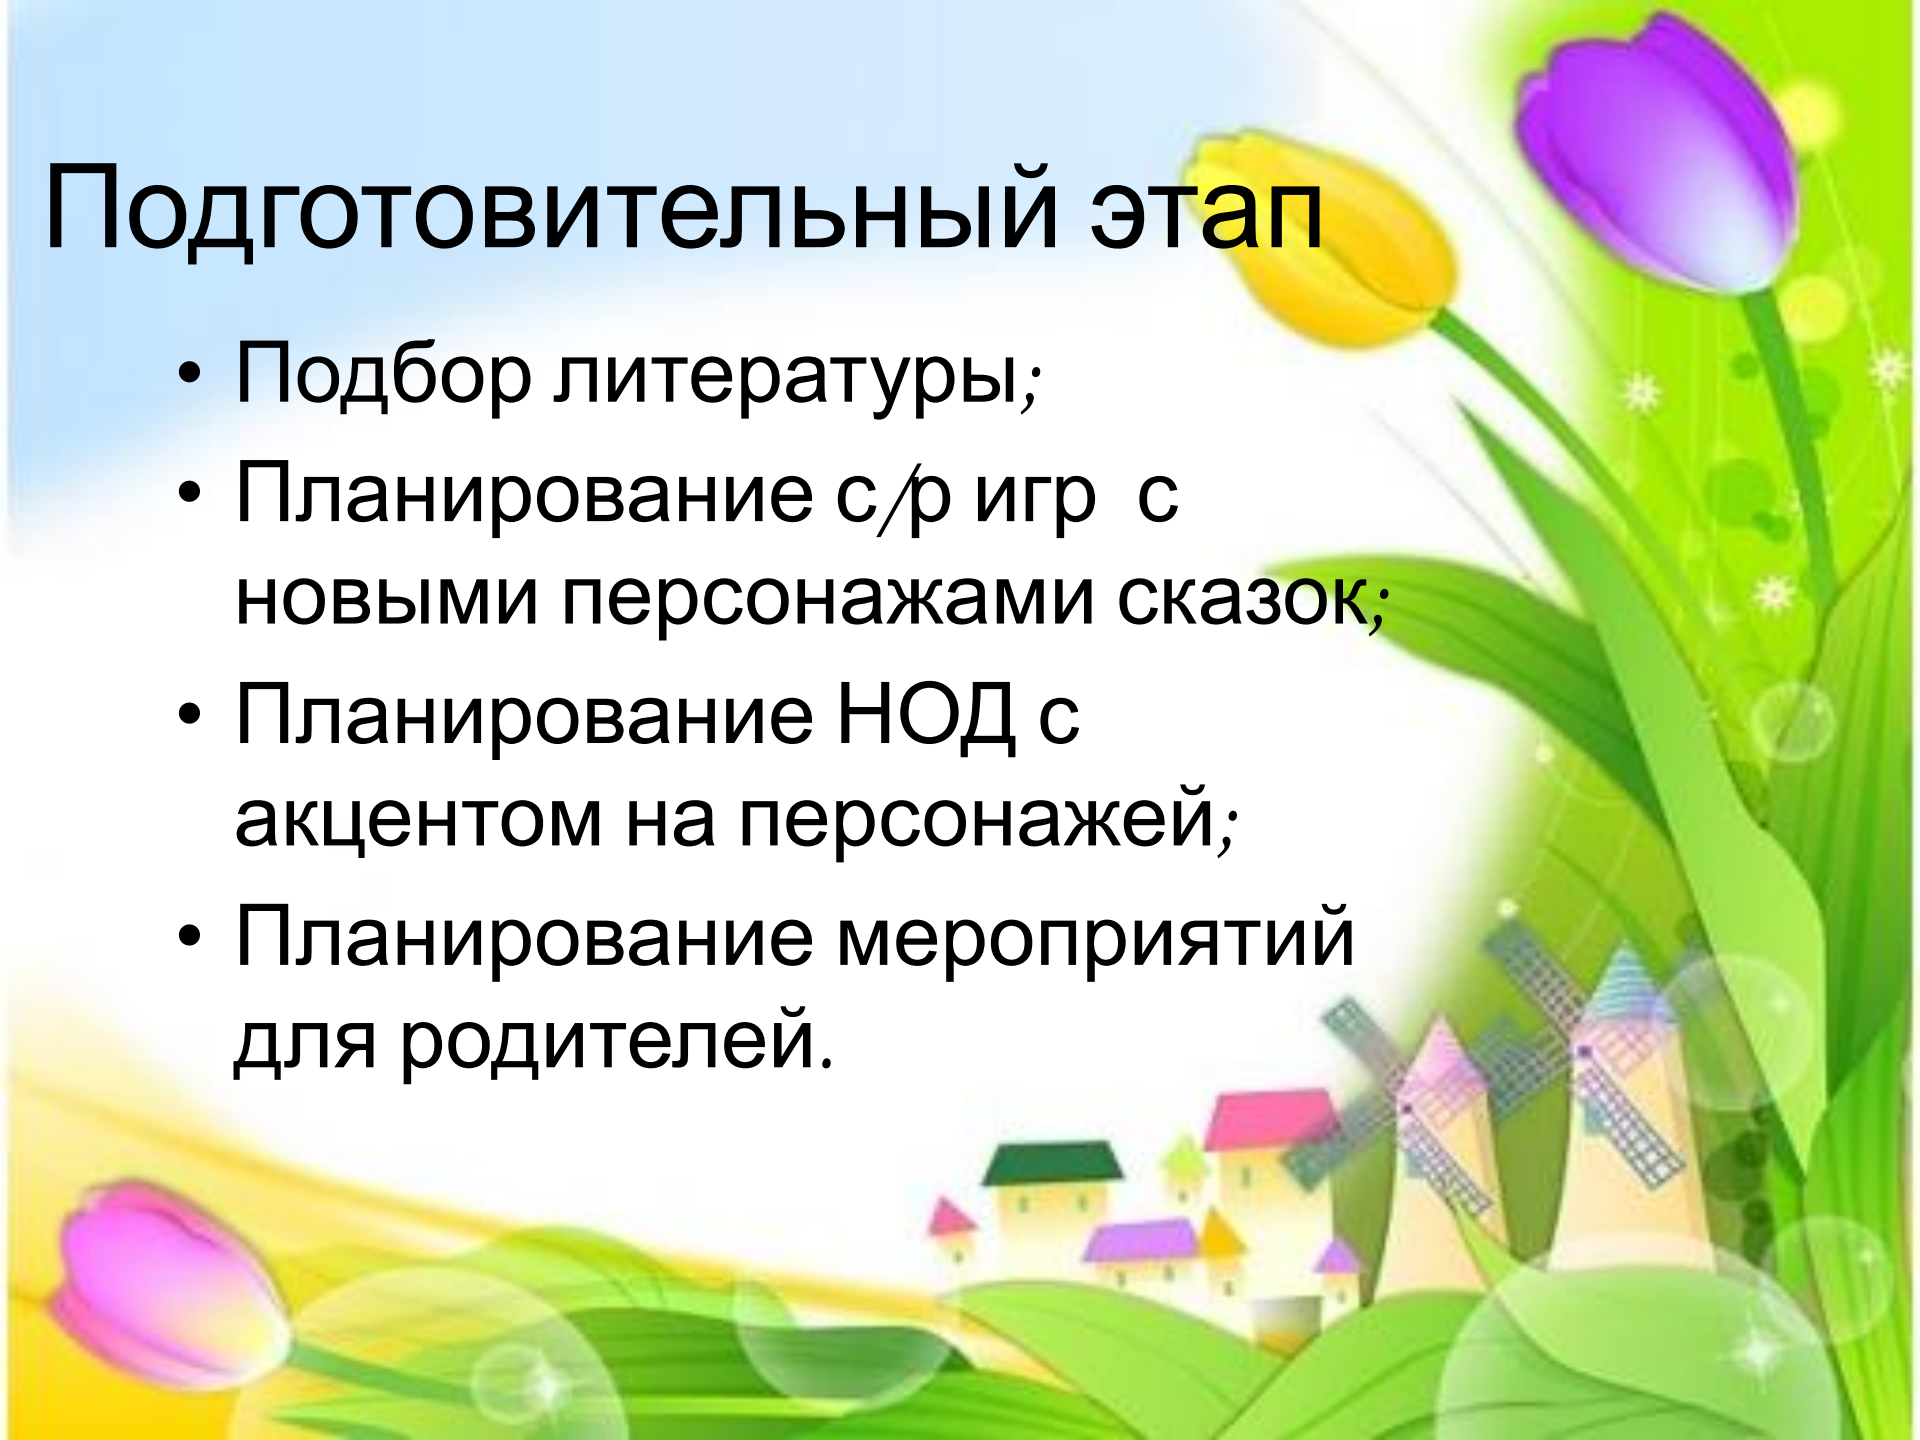 Подготовительный этап
• Подбор литературы;
• Планирование с/р игр  с
новыми персонажами сказок;
• Планирование НОД с
акцентом на персонажей;
• Планирование мероприятий
для родителей.